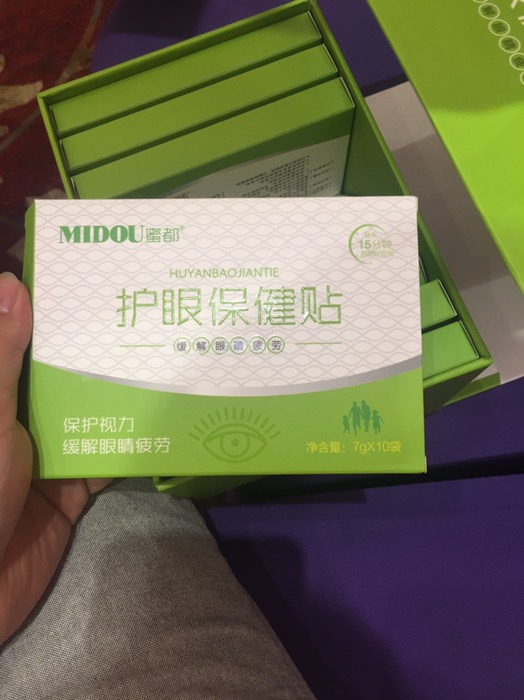 MIDOU蜜都®
15分钟
HUYANBAOJIANTIE
护眼保健贴
缓解眼睛疲劳
保护视力
缓解眼睛疲劳
净含量：7gX10袋